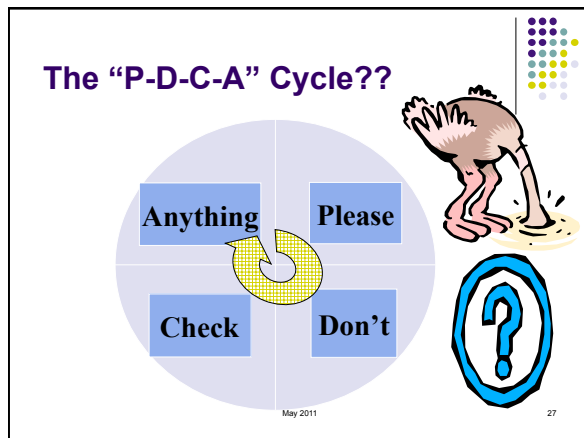 The “P-D-C-A” Cycle??
Anything Please
Check Don’t
May 2011 27